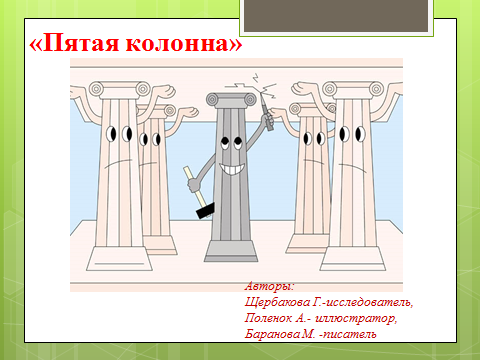 «Пятая колонна»
Авторы:
Щербакова Г.-исследователь,
Поленок А.- иллюстратор,
Баранова М. -писатель